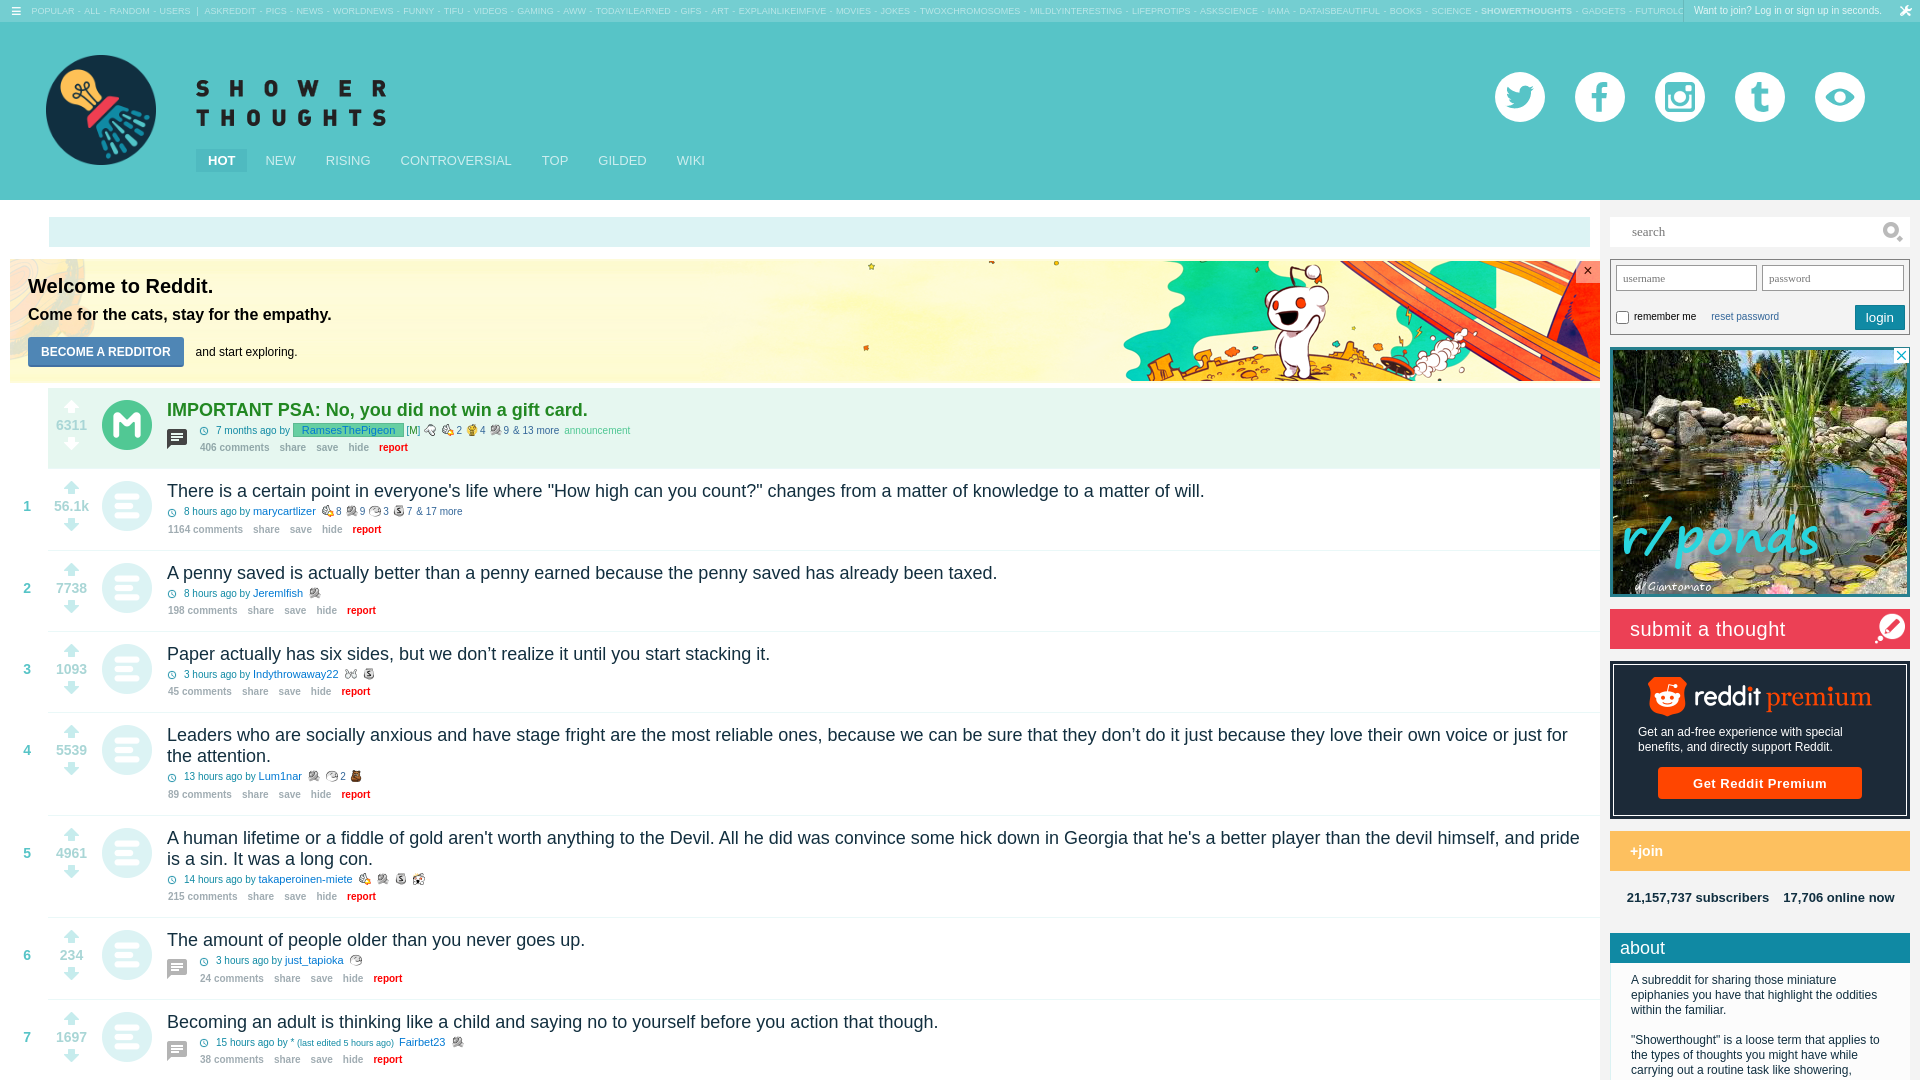 POPULAR - ALL - RANDOM - USERS | ASKREDDIT - PICS - NEWS - WORLDNEWS - FUNNY - TIFU - VIDEOS - GAMING - AWW - TODAYILEARNED - GIFS - ART - EXPLAINLIKEIMFIVE - MOVIES - JOKES - TWOXCHROMOSOMES - MILDLYINTERESTING - LIFEPROTIPS - ASKSCIENCE - IAMA - DATAISBEAUTIFUL - BOOKS - SCIENCE - SHOWERTHOUGHTS - GADGETS - FUTUROLO
Want to join? Log in or sign up in seconds.
SHOWER
THOUGHTS
HOT NEW RISING CONTROVERSIAL TOP GILDED WIKI
search
Welcome to Reddit.
Come for the cats, stay for the empathy.
BECOME A REDDITOR and start exploring.
×
username password
remember me reset password login
6311
IMPORTANT PSA: No, you did not win a gift card.
7 months ago by RamsesThePigeon [M] 2 4 9 & 13 more announcement
406 comments share save hide report
1 56.1k
There is a certain point in everyone's life where "How high can you count?" changes from a matter of knowledge to a matter of will.
8 hours ago by marycartlizer 8 9 3 7 & 17 more
1164 comments share save hide report
2 7738
A penny saved is actually better than a penny earned because the penny saved has already been taxed.
8 hours ago by Jeremlfish
198 comments share save hide report
3 1093
Paper actually has six sides, but we don’t realize it until you start stacking it.
3 hours ago by Indythrowaway22
45 comments share save hide report
4 5539
Leaders who are socially anxious and have stage fright are the most reliable ones, because we can be sure that they don’t do it just because they love their own voice or just for
the attention.
13 hours ago by Lum1nar 2
89 comments share save hide report
5 4961
A human lifetime or a fiddle of gold aren't worth anything to the Devil. All he did was convince some hick down in Georgia that he's a better player than the devil himself, and pride
is a sin. It was a long con.
14 hours ago by takaperoinen-miete
215 comments share save hide report
6 234
The amount of people older than you never goes up.
3 hours ago by just_tapioka
24 comments share save hide report
7 1697
Becoming an adult is thinking like a child and saying no to yourself before you action that though.
15 hours ago by * (last edited 5 hours ago) Fairbet23
38 comments share save hide report
r/ponds
u/Giantomato
submit a thought
reddit premium
Get an ad-free experience with special
benefits, and directly support Reddit.
Get Reddit Premium
+join
21,157,737 subscribers 17,706 online now
about
A subreddit for sharing those miniature
epiphanies you have that highlight the oddities
within the familiar.
"Showerthought" is a loose term that applies to
the types of thoughts you might have while
carrying out a routine task like showering,